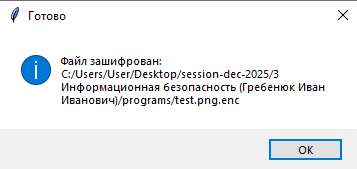 Готово
Файл зашифрован:
C:/Users/User/Desktop/session-dec-2025/3
Информационная безопасность (Гребенюк Иван
Иванович)/programs/test.png.enc
OK